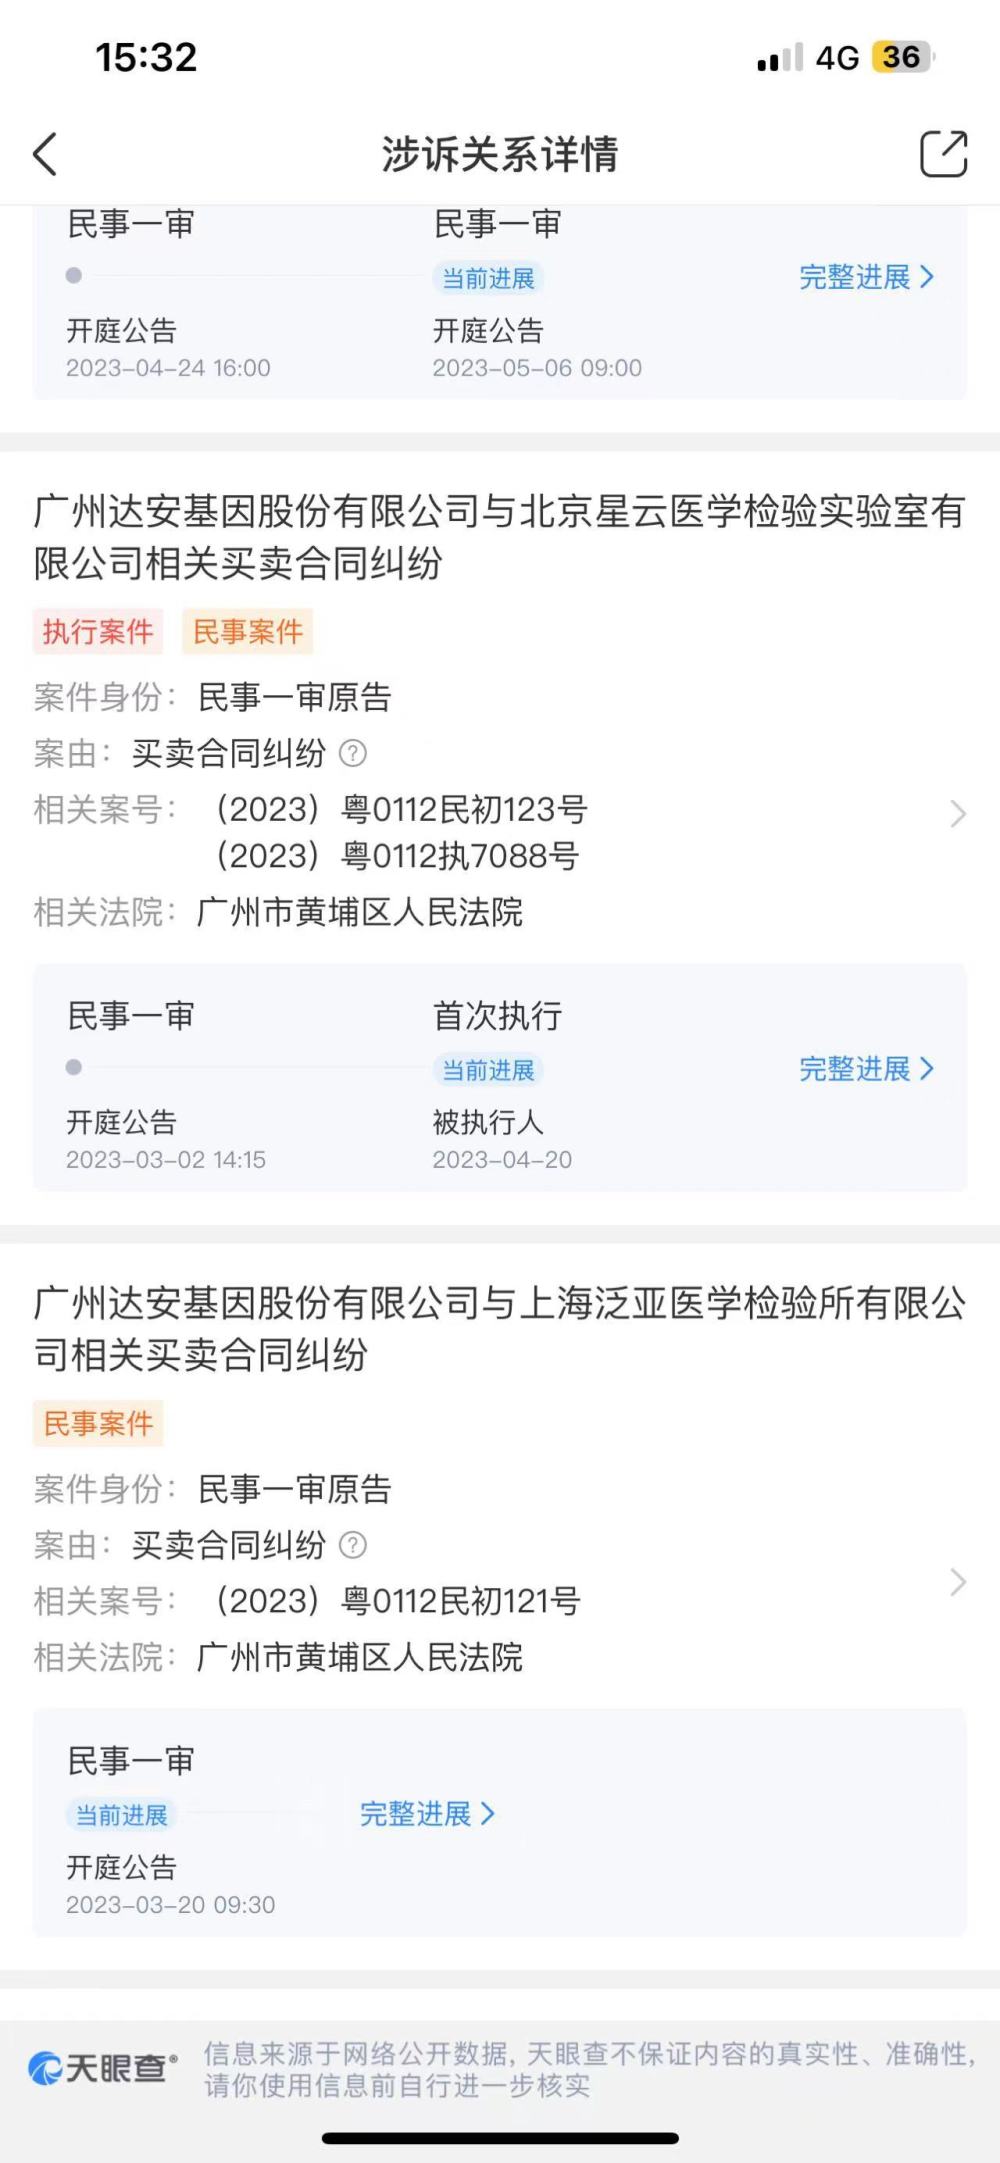 15:32 4G 36
涉诉关系详情
民事一审 民事一审
当前进展 完整进展
开庭公告 开庭公告
2023-04-24 16:00 2023-05-06 09:00
广州达安基因股份有限公司与北京星云医学检验实验室有
限公司相关买卖合同纠纷
执行案件 民事案件
案件身份：民事一审原告
案由：买卖合同纠纷 ?
相关案号：（2023）粤0112民初123号
（2023）粤0112执7088号
相关法院：广州市黄埔区人民法院
民事一审 首次执行
当前进展 完整进展
开庭公告 被执行人
2023-03-02 14:15 2023-04-20
广州达安基因股份有限公司与上海泛亚医学检验所有限公
司相关买卖合同纠纷
民事案件
案件身份：民事一审原告
案由：买卖合同纠纷 ?
相关案号：（2023）粤0112民初121号
相关法院：广州市黄埔区人民法院
民事一审
当前进展 完整进展
开庭公告
2023-03-20 09:30
天眼查® 信息来源于网络公开数据, 天眼查不保证内容的真实性、准确性,
请你使用信息前自行进一步核实